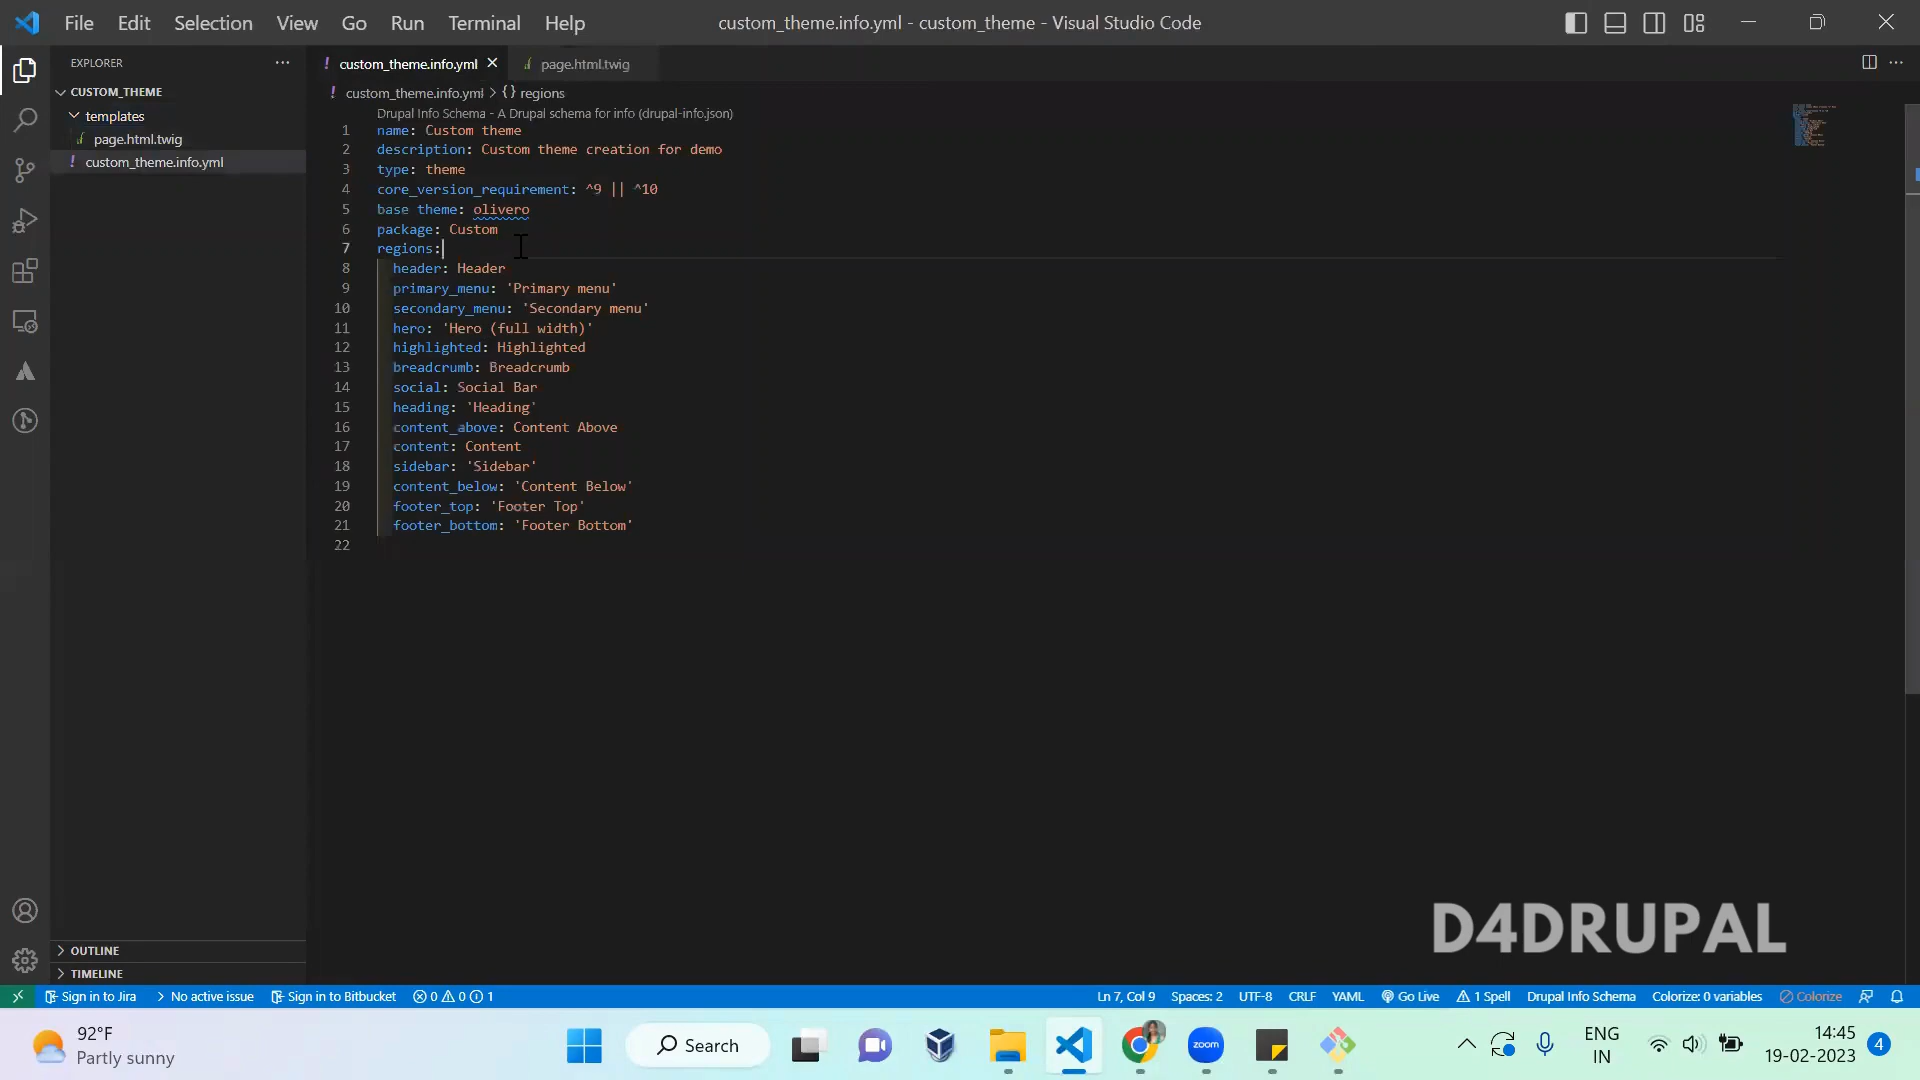 File Edit Selection View Go Run Terminal Help
custom_theme.info.yml - custom_theme - Visual Studio Code
EXPLORER
CUSTOM_THEME
templates
page.html.twig
! custom_theme.info.yml
! custom_theme.info.yml
page.html.twig
! custom_theme.info.yml > {} regions
Drupal Info Schema - A Drupal schema for info (drupal-info.json)
1 name: Custom theme
2 description: Custom theme creation for demo
3 type: theme
4 core_version_requirement: ^9 || ^10
5 base theme: olivero
6 package: Custom
7 regions:
8 header: Header
9 primary_menu: 'Primary menu'
10 secondary_menu: 'Secondary menu'
11 hero: 'Hero (full width)'
12 highlighted: Highlighted
13 breadcrumb: Breadcrumb
14 social: Social Bar
15 heading: 'Heading'
16 content_above: Content Above
17 content: Content
18 sidebar: 'Sidebar'
19 content_below: 'Content Below'
20 footer_top: 'Footer Top'
21 footer_bottom: 'Footer Bottom'
22
D4DRUPAL
OUTLINE
TIMELINE
Sign in to Jira No active issue Sign in to Bitbucket 0 0 1
Ln 7, Col 9 Spaces: 2 UTF-8 CRLF YAML Go Live 1 Spell Drupal Info Schema Colorize: 0 variables Colorize
92°F
Partly sunny
Search
zoom
ENG
IN
14:45
19-02-2023
4